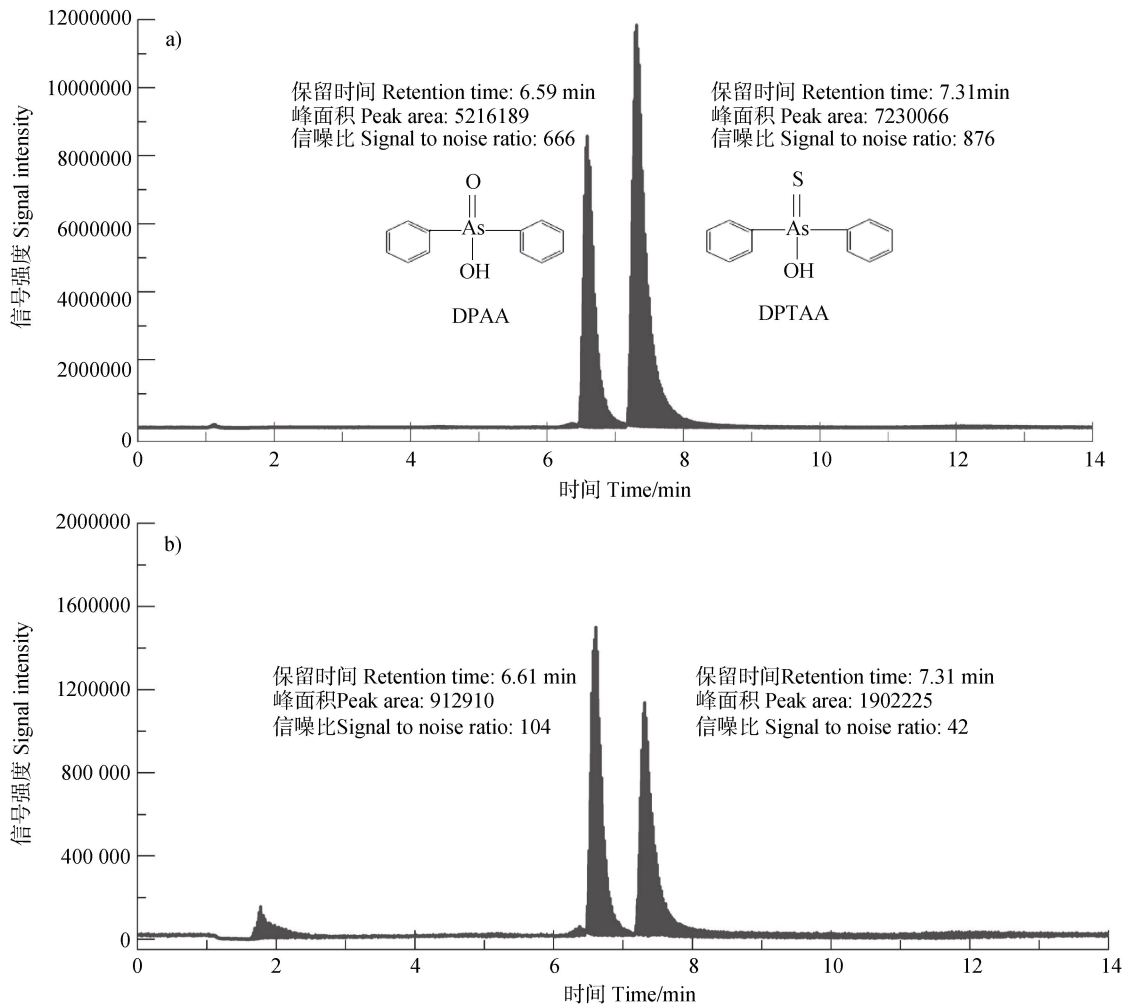 12000000
a)
10000000
保留时间 Retention time: 6.59 min
峰面积 Peak area: 5216189
信噪比 Signal to noise ratio: 666
保留时间 Retention time: 7.31min
峰面积 Peak area: 7230066
信噪比 Signal to noise ratio: 876
8000000
6000000
4000000
2000000
0
信号强度 Signal intensity
O
As
OH
DPAA
S
As
OH
DPTAA
0 2 4 6 8 10 12 14
时间 Time/min
2000000
b)
1600000
1200000
800 000
400 000
0
信号强度 Signal intensity
保留时间 Retention time: 6.61 min
峰面积Peak area: 912910
信噪比Signal to noise ratio: 104
保留时间Retention time: 7.31 min
峰面积 Peak area: 1902225
信噪比 Signal to noise ratio: 42
0 2 4 6 8 10 12 14
时间 Time/min